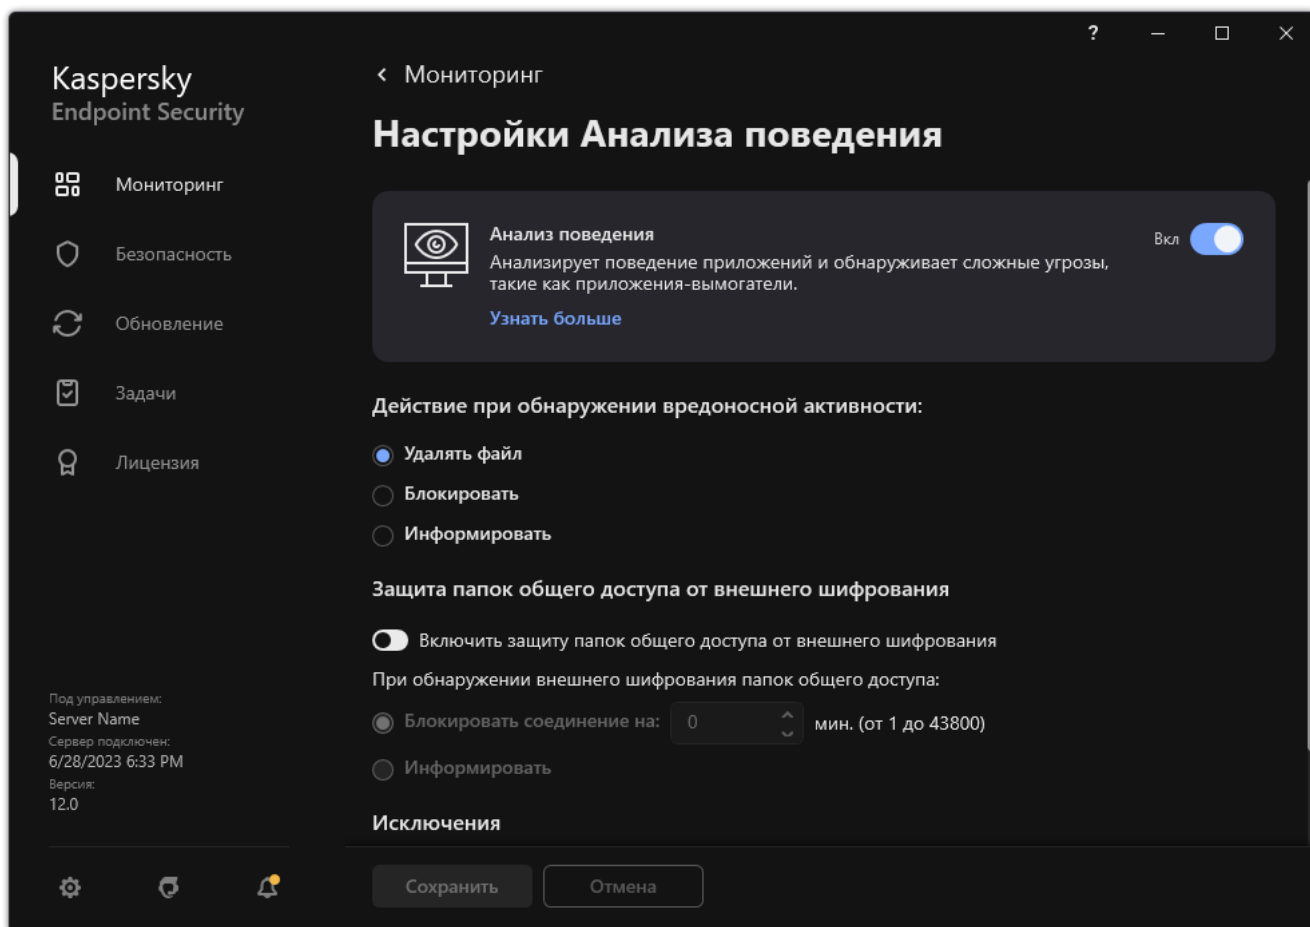 ?
Kaspersky
Endpoint Security
Мониторинг
Безопасность
Обновление
Задачи
Лицензия
Под управлением:
Server Name
Сервер подключен:
6/28/2023 6:33 PM
Версия:
12.0
Мониторинг
Настройки Анализа поведения
Анализ поведения
Анализирует поведение приложений и обнаруживает сложные угрозы,
такие как приложения-вымогатели.
Узнать больше
Вкл
Действие при обнаружении вредоносной активности:
Удалять файл
Блокировать
Информировать
Защита папок общего доступа от внешнего шифрования
Включить защиту папок общего доступа от внешнего шифрования
При обнаружении внешнего шифрования папок общего доступа:
Блокировать соединение на: 0 мин. (от 1 до 43800)
Информировать
Исключения
Сохранить Отмена